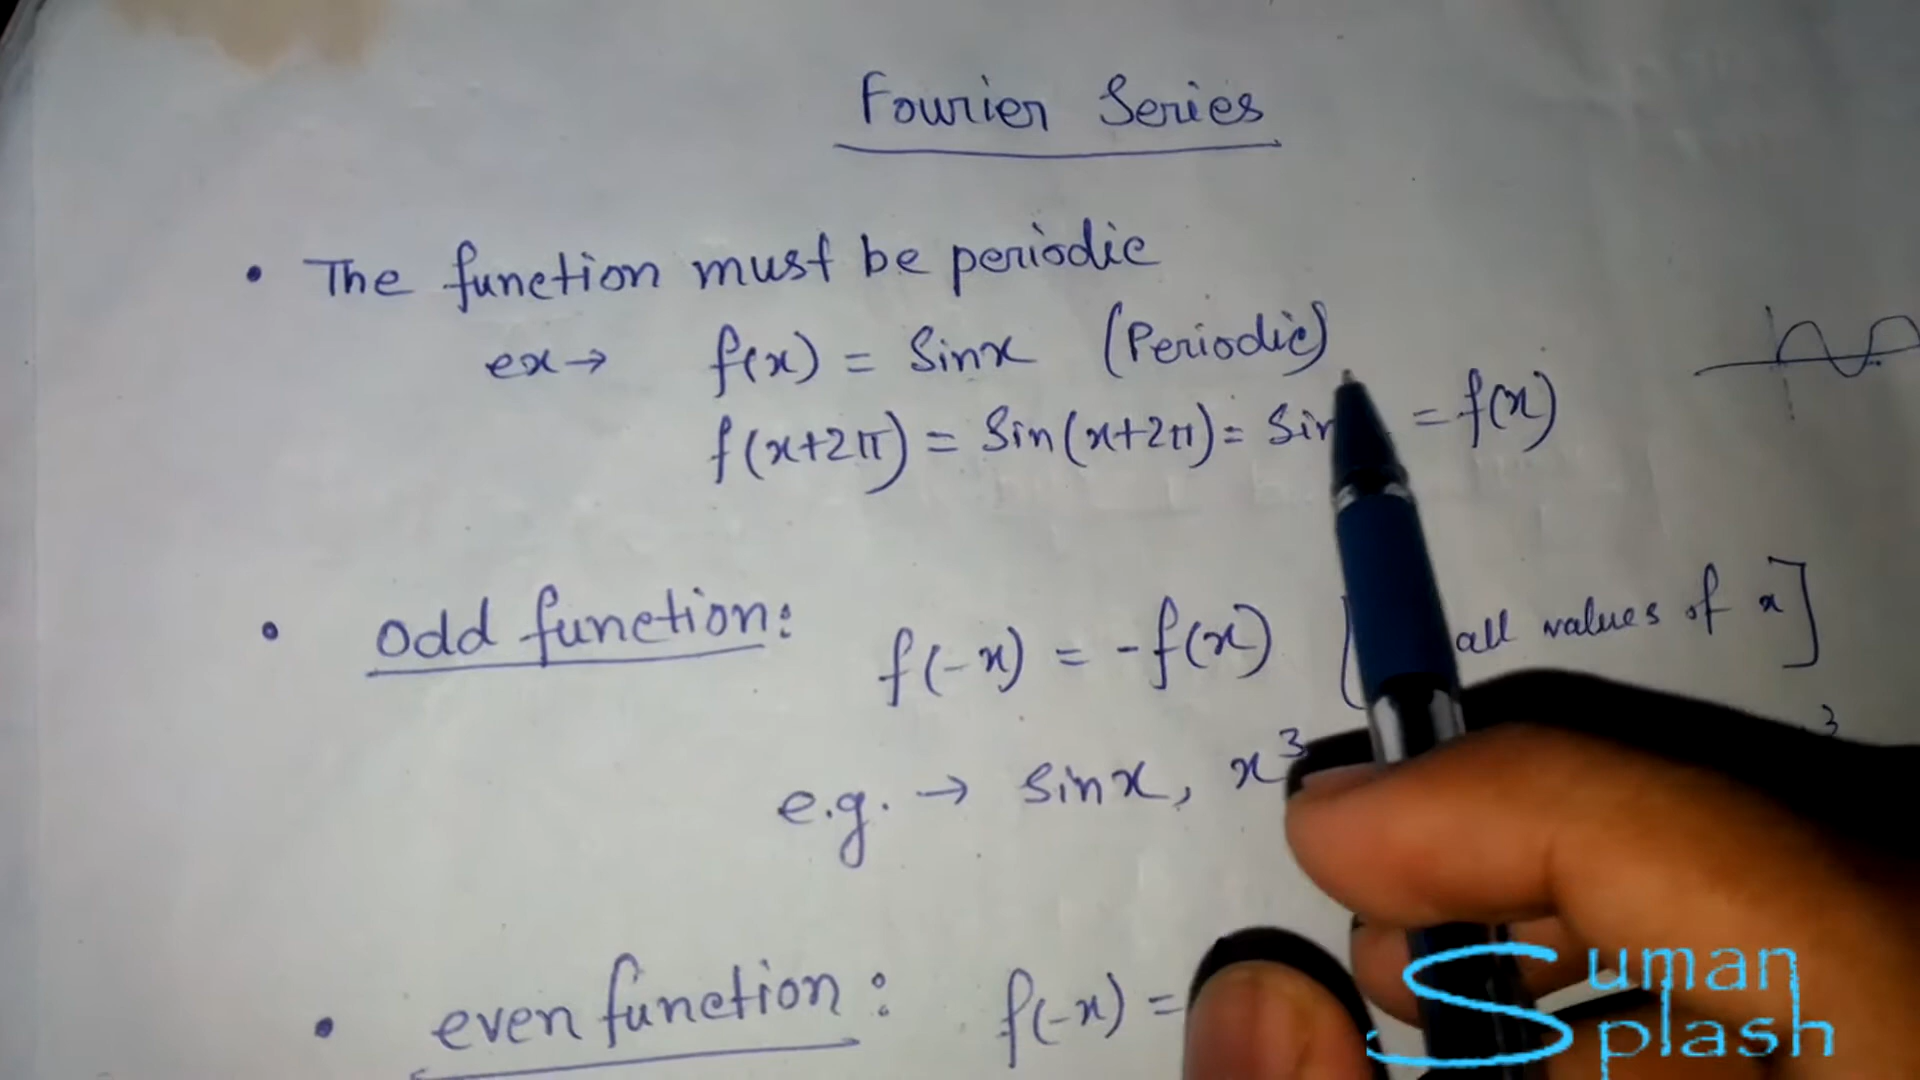 Fourier Series
• The function must be periodic
ex → f(x) = Sinx (Periodic)
f(x+2π) = Sin(x+2π) = Sin = f(x)
• odd function: f(-x) = -f(x) [ all values of x]
e.g. → Sinx, x³ ³
• even function: f(-x) =
Suman
Splash